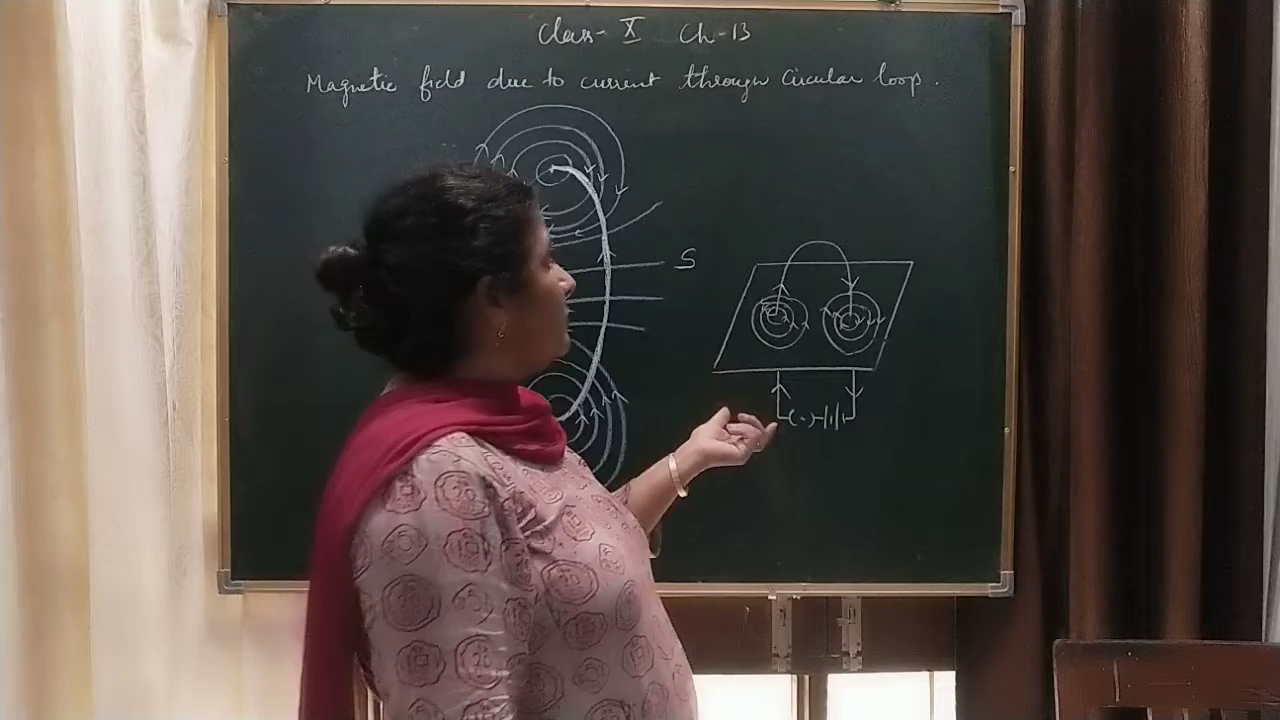 Class - X Ch-13
Magnetic field due to current through Circular loop.
S